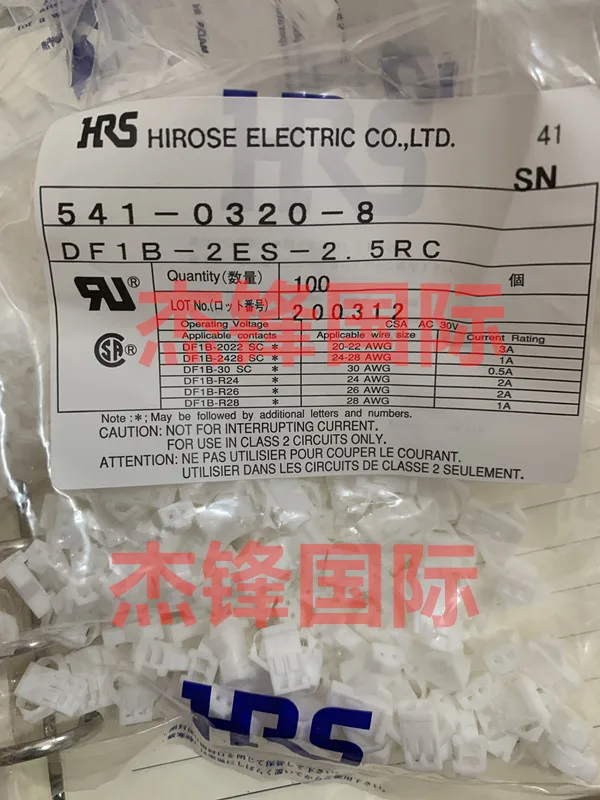 HRS HIROSE ELECTRIC CO.,LTD. 41
SN
541-0320-8
DF1B-2ES-2.5RC
Quantity(数量) 100 個
LOT No.(ロット番号) 200312
Operating Voltage CSA AC 30V
Applicable contacts Applicable wire size Current Rating
DF1B-2022 SC * 20-22 AWG 3A
DF1B-2428 SC * 24-28 AWG 1A
DF1B-30 SC * 30 AWG 0.5A
DF1B-R24 * 24 AWG 2A
DF1B-R26 * 26 AWG 2A
DF1B-R28 * 28 AWG 1A
Note :*; May be followed by additional letters and numbers.
CAUTION: NOT FOR INTERRUPTING CURRENT.
FOR USE IN CLASS 2 CIRCUITS ONLY.
ATTENTION: NE PAS UTILISER POUR COUPER LE COURANT.
UTILISER DANS LES CIRCUITS DE CLASSE 2 SEULEMENT.
杰锋国际
杰锋国际
HRS